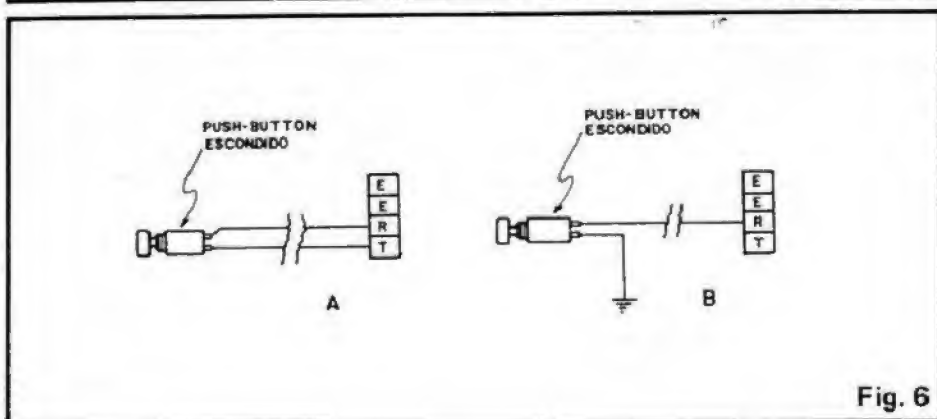 PUSH-BUTTON
ESCONDIDO
E
E
R
T
A
PUSH-BUTTON
ESCONDIDO
E
E
R
T
B
Fig. 6